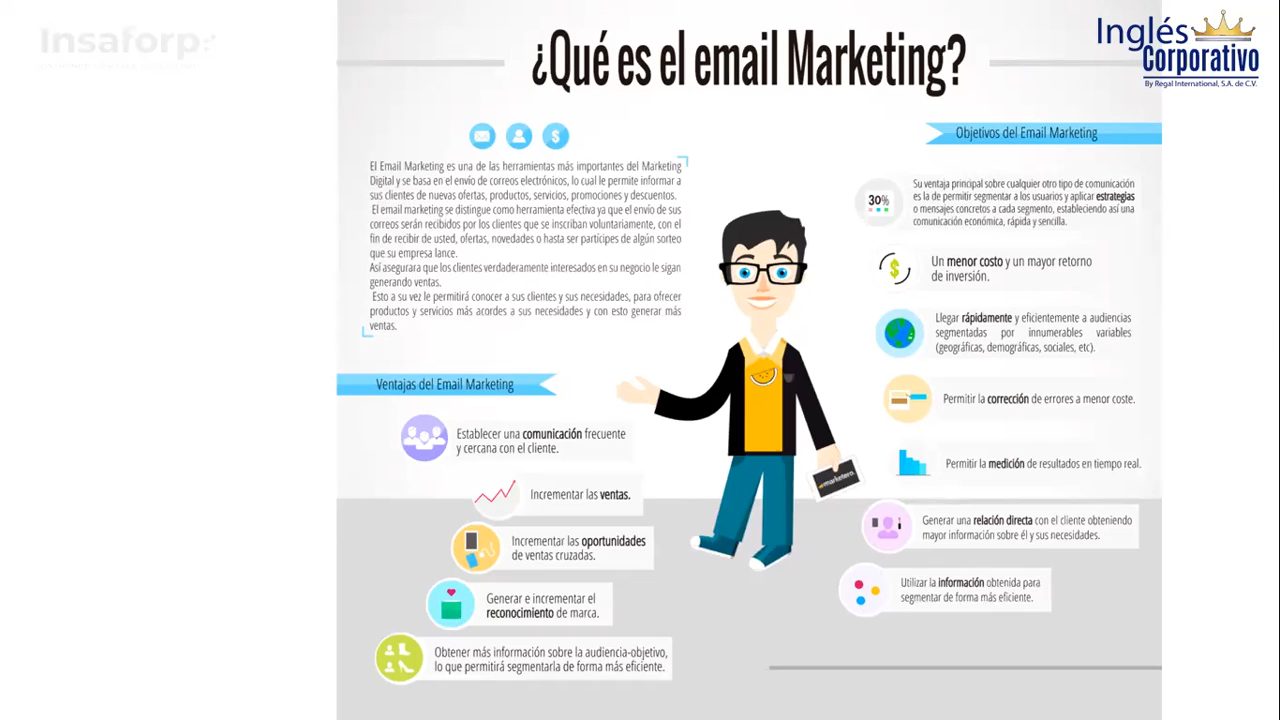 Insaforp
Inglés
Corporativo
By Regal International, S.A. de C.V.
¿Qué es el email Marketing?
El Email Marketing es una de las herramientas más importantes del Marketing
Digital y se basa en el envío de correos electrónicos, lo cual le permite informar a
sus clientes de nuevas ofertas, productos, servicios, promociones y descuentos.
El email marketing se distingue como herramienta efectiva ya que el envío de sus
correos serán recibidos por los clientes que se inscriban voluntariamente, con el
fin de recibir de usted, ofertas, novedades o hasta ser partícipes de algún sorteo
que su empresa lance.
Así asegurara que los clientes verdaderamente interesados en su negocio le sigan
generando ventas.
Esto a su vez le permitirá conocer a sus clientes y sus necesidades, para ofrecer
productos y servicios más acordes a sus necesidades y con esto generar más
ventas.
Ventajas del Email Marketing
Establecer una comunicación frecuente
y cercana con el cliente.
Incrementar las ventas.
Incrementar las oportunidades
de ventas cruzadas.
Generar e incrementar el
reconocimiento de marca.
Obtener más información sobre la audiencia-objetivo,
lo que permitirá segmentarla de forma más eficiente.
marketero
Objetivos del Email Marketing
30%
Su ventaja principal sobre cualquier otro tipo de comunicación
es la de permitir segmentar a los usuarios y aplicar estrategias
o mensajes concretos a cada segmento, estableciendo así una
comunicación económica, rápida y sencilla.
Un menor costo y un mayor retorno
de inversión.
Llegar rápidamente y eficientemente a audiencias
segmentadas por innumerables variables
(geográficas, demográficas, sociales, etc).
Permitir la corrección de errores a menor coste.
Permitir la medición de resultados en tiempo real.
Generar una relación directa con el cliente obteniendo
mayor información sobre él y sus necesidades.
Utilizar la información obtenida para
segmentar de forma más eficiente.